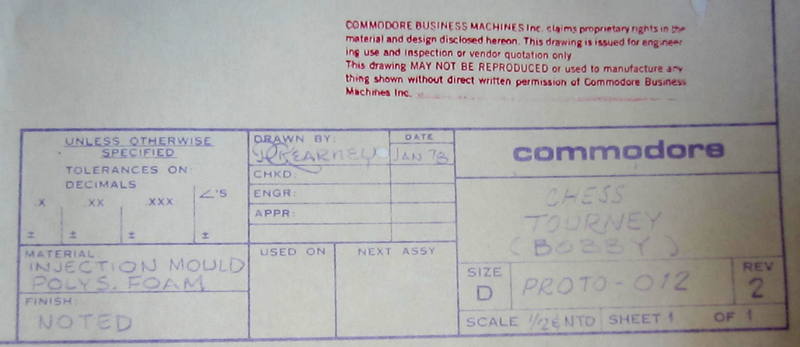 COMMODORE BUSINESS MACHINES Inc. claims proprietary rights in the
material and design disclosed hereon. This drawing is issued for engineer
ing use and inspection or vendor quotation only
This drawing MAY NOT BE REPRODUCED or used to manufacture any
thing shown without direct written permission of Commodore Business
Machines Inc.
UNLESS OTHERWISE
SPECIFIED
TOLERANCES ON:
DECIMALS
.X .XX .XXX ∠'S
± ± ± ±
MATERIAL:
INJECTION MOULD
POLYS. FOAM
FINISH:
NOTED
DRAWN BY: DATE
KEARNEY JAN 78
CHKD:
ENGR:
APPR:
USED ON NEXT ASSY
commodore
CHESS
TOURNEY
(BOBBY)
SIZE
D
PROTO-012
REV
2
SCALE 1/2 & NTD SHEET 1 OF 1